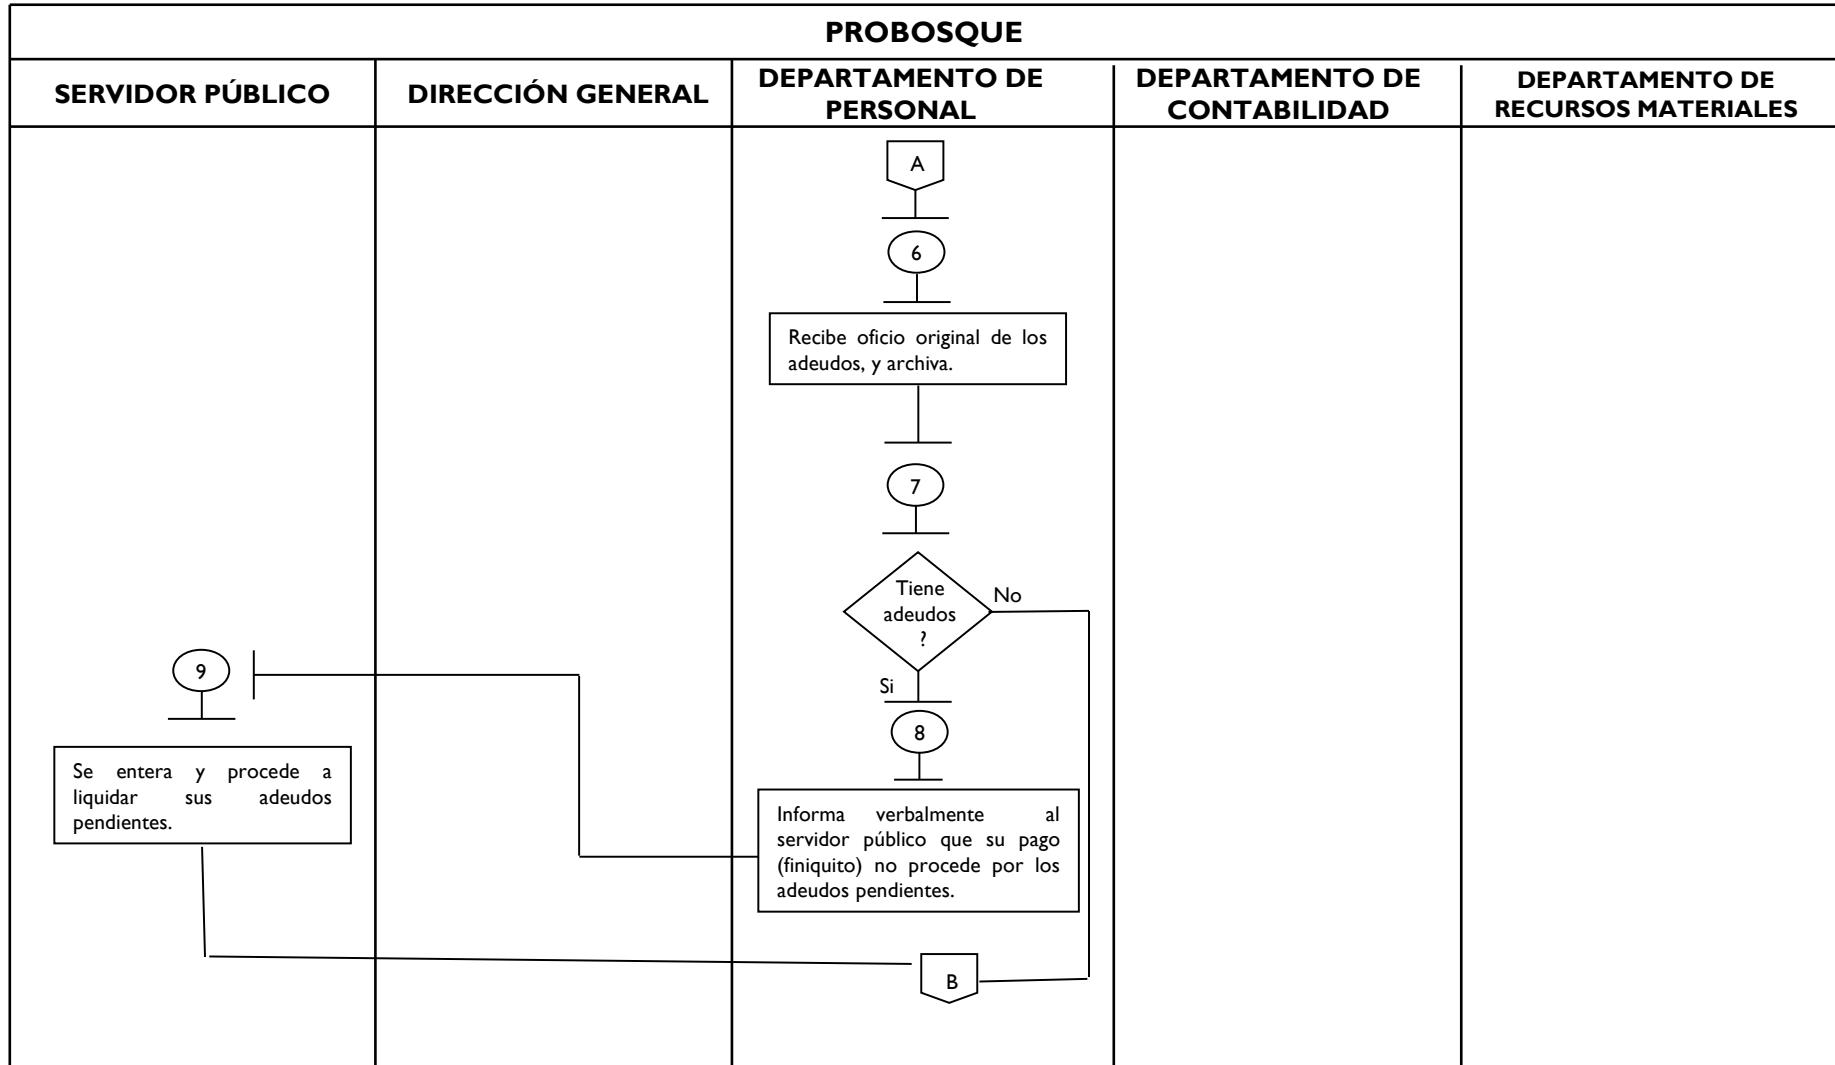 PROBOSQUE
SERVIDOR PÚBLICO
DIRECCIÓN GENERAL
DEPARTAMENTO DE
PERSONAL
DEPARTAMENTO DE
CONTABILIDAD
DEPARTAMENTO DE
RECURSOS MATERIALES
A
6
Recibe oficio original de los
adeudos, y archiva.
7
Tiene
adeudos
?
No
Si
8
Informa verbalmente al
servidor público que su pago
(finiquito) no procede por los
adeudos pendientes.
9
Se entera y procede a
liquidar sus adeudos
pendientes.
B